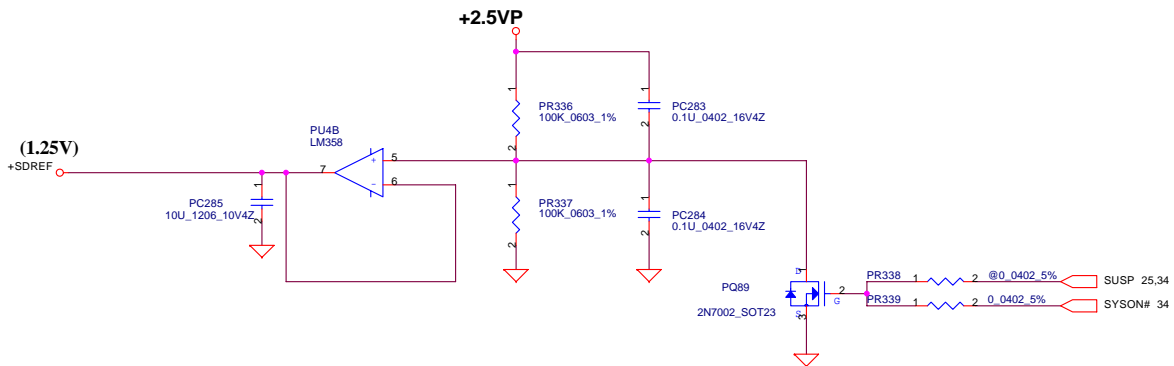 +2.5VP
1
PR336
100K_0603_1%
2
1
PC283
0.1U_0402_16V4Z
2
PU4B
LM358
(1.25V)
+SDREF
7
+
5
-
6
1
PC285
10U_1206_10V4Z
2
1
PR337
100K_0603_1%
2
1
PC284
0.1U_0402_16V4Z
2
1
D
PQ89
2N7002_SOT23
2
G
S
3
PR338
1
2
@0_0402_5%
SUSP 25,34
PR339
1
2
0_0402_5%
SYSON# 34